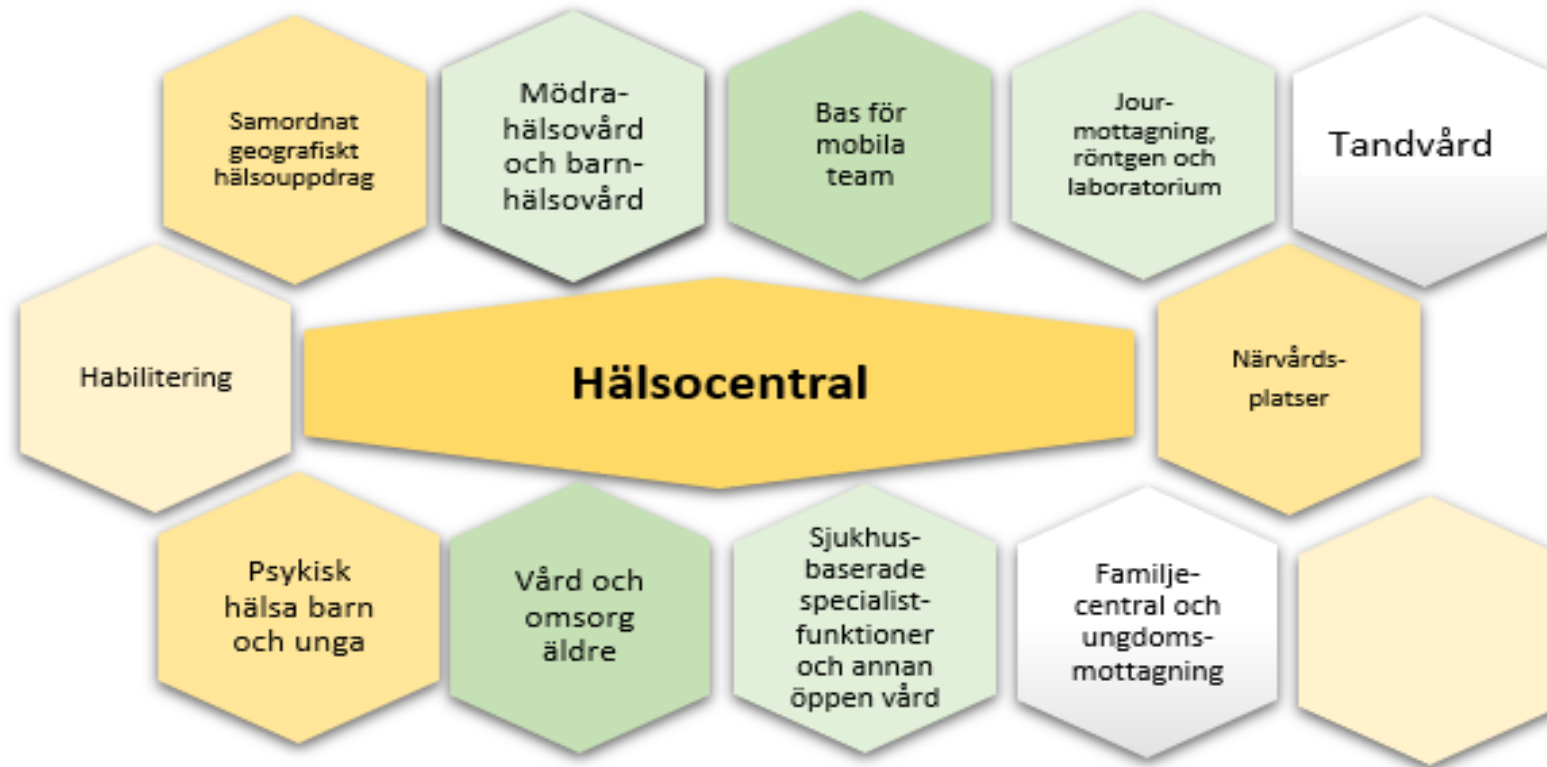 Samordnat
geografiskt
hälsouppdrag
Mödra-
hälsovård
och barn-
hälsovård
Bas för
mobila
team
Jour-
mottagning,
röntgen och
laboratorium
Tandvård
Habilitering
Hälsocentral
Närvårds-
platser
Psykisk
hälsa barn
och unga
Vård och
omsorg
äldre
Sjukhus-
baserade
specialist-
funktioner
och annan
öppen vård
Familje-
central och
ungdoms-
mottagning